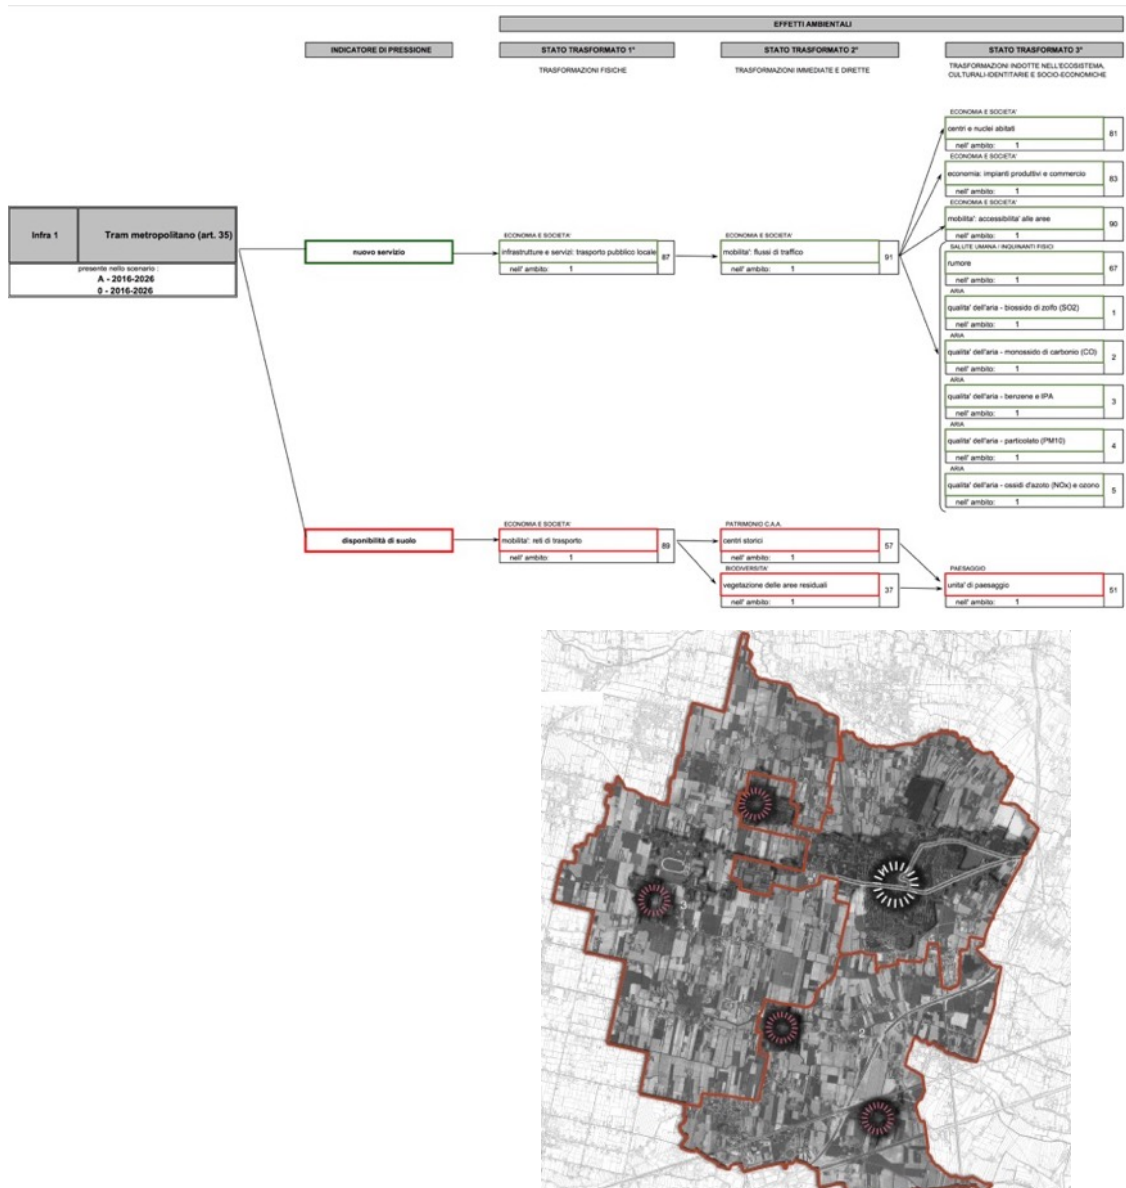 EFFETTI AMBIENTALI
INDICATORE DI PRESSIONE
STATO TRASFORMATO 1°
STATO TRASFORMATO 2°
STATO TRASFORMATO 3°
TRASFORMAZIONI FISICHE
TRASFORMAZIONI IMMEDIATE E DIRETTE
TRASFORMAZIONI INDOTTE NELL'ECOSISTEMA,
CULTURALI-IDENTITARIE E SOCIO-ECONOMICHE
Infra 1
Tram metropolitano (art. 35)
presente nello scenario :
A - 2016-2026
0 - 2016-2026
nuovo servizio
ECONOMIA E SOCIETA'
infrastrutture e servizi: trasporto pubblico locale
87
nell' ambito: 1
ECONOMIA E SOCIETA'
mobilita': flussi di traffico
91
nell' ambito: 1
ECONOMIA E SOCIETA'
centri e nuclei abitati
81
nell' ambito: 1
ECONOMIA E SOCIETA'
economia: impianti produttivi e commercio
83
nell' ambito: 1
ECONOMIA E SOCIETA'
mobilita': accessibilita' alle aree
90
nell' ambito: 1
SALUTE UMANA / INQUINANTI FISICI
rumore
67
nell' ambito: 1
ARIA
qualita' dell'aria - biossido di zolfo (SO2)
1
nell' ambito: 1
ARIA
qualita' dell'aria - monossido di carbonio (CO)
2
nell' ambito: 1
ARIA
qualita' dell'aria - benzene e IPA
3
nell' ambito: 1
ARIA
qualita' dell'aria - particolato (PM10)
4
nell' ambito: 1
ARIA
qualita' dell'aria - ossidi d'azoto (NOx) e ozono
5
nell' ambito: 1
disponibilità di suolo
ECONOMIA E SOCIETA'
mobilita': reti di trasporto
89
nell' ambito: 1
PATRIMONIO C.A.A.
centri storici
57
nell' ambito: 1
BIODIVERSITA'
vegetazione delle aree residuali
37
nell' ambito: 1
PAESAGGIO
unita' di paesaggio
51
nell' ambito: 1
3
2